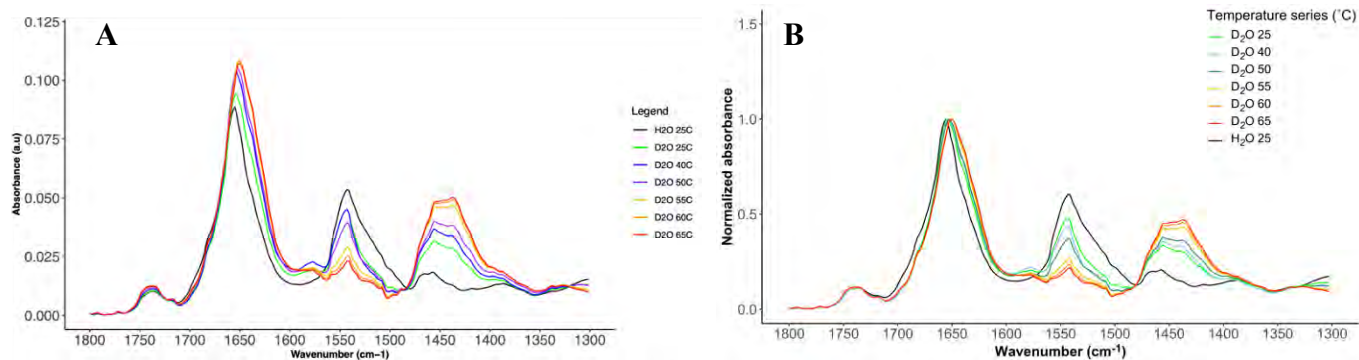 A
0.125
0.100
0.075
0.050
0.025
0.000
Absorbance (a.u)
1800 1750 1700 1650 1600 1550 1500 1450 1400 1350 1300
Wavenumber (cm-1)
Legend
H2O 25C
D2O 25C
D2O 40C
D2O 50C
D2O 55C
D2O 60C
D2O 65C
B
1.5
1.0
0.5
0.0
Normalized absorbance
1800 1750 1700 1650 1600 1550 1500 1450 1400 1350 1300
Wavenumber (cm⁻¹)
Temperature series (˚C)
D₂O 25
D₂O 40
D₂O 50
D₂O 55
D₂O 60
D₂O 65
H₂O 25